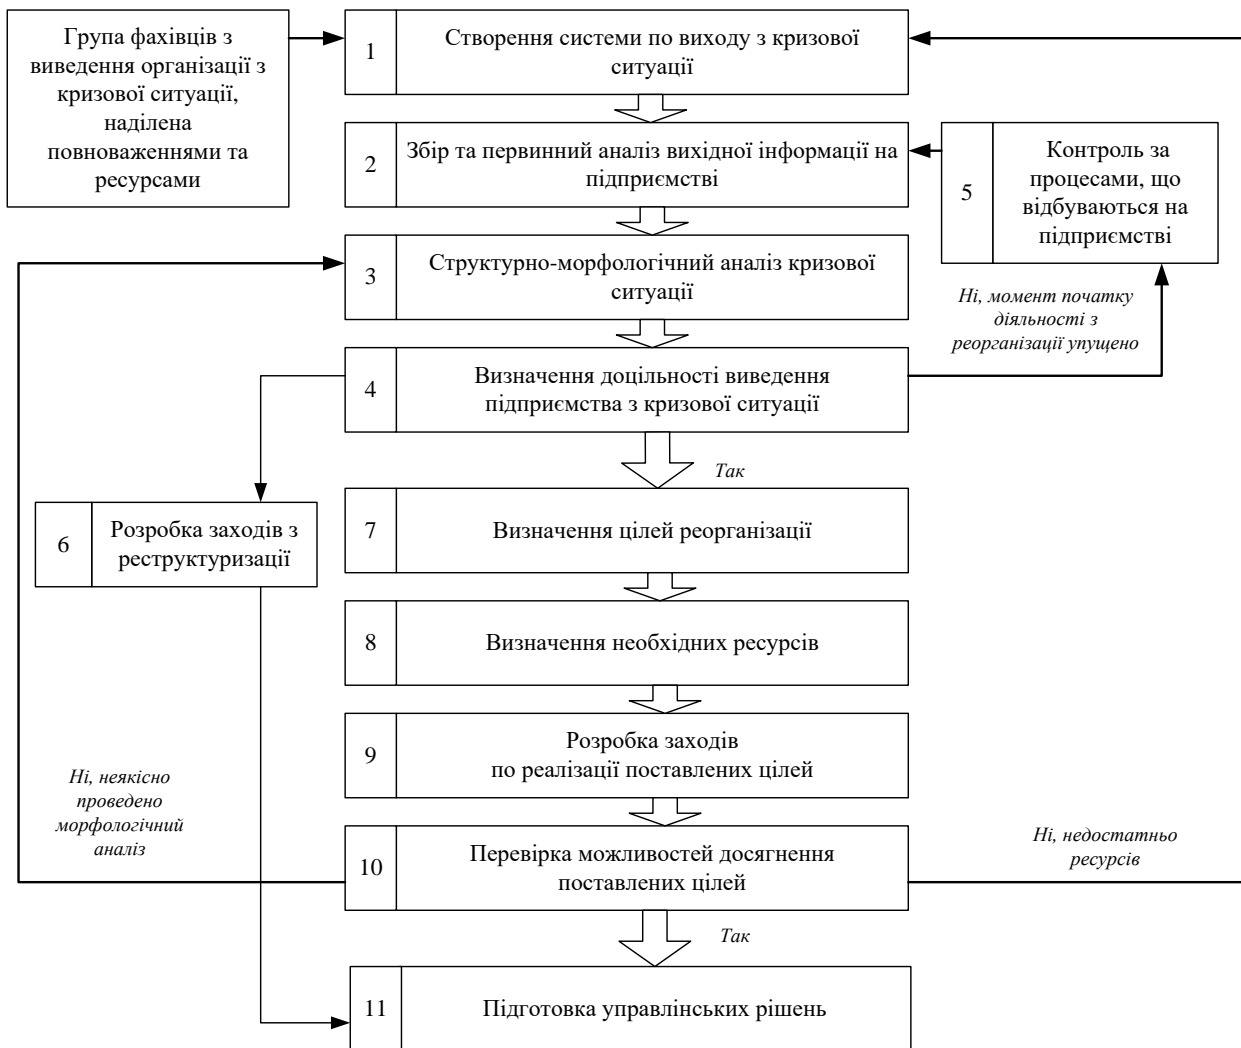 Група фахівців з
виведення організації з
кризової ситуації,
наділена
повноваженнями та
ресурсами
1
Створення системи по виходу з кризової
ситуації
2
Збір та первинний аналіз вихідної інформації на
підприємстві
5
Контроль за
процесами, що
відбуваються на
підприємстві
3
Структурно-морфологічний аналіз кризової
ситуації
Ні, момент початку
діяльності з
реорганізації упущено
4
Визначення доцільності виведення
підприємства з кризової ситуації
Так
6
Розробка заходів з
реструктуризації
7
Визначення цілей реорганізації
8
Визначення необхідних ресурсів
9
Розробка заходів
по реалізації поставлених цілей
Ні, неякісно
проведено
морфологічний
аналіз
10
Перевірка можливостей досягнення
поставлених цілей
Ні, недостатньо
ресурсів
Так
11
Підготовка управлінських рішень